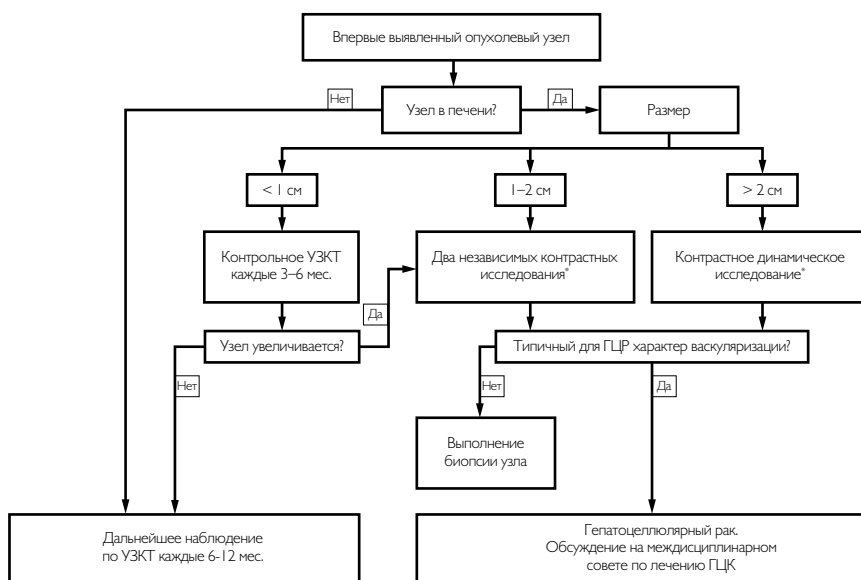 Впервые выявленный опухолевый узел
Нет
Узел в печени?
Да
Размер
< 1 см
1–2 см
> 2 см
Контрольное УЗКТ
каждые 3–6 мес.
Два независимых контрастных
исследования*
Контрастное динамическое
исследование*
Да
Узел увеличивается?
Типичный для ГЦР характер васкуляризации?
Нет
Нет
Да
Выполнение
биопсии узла
Дальнейшее наблюдение
по УЗКТ каждые 6-12 мес.
Гепатоцеллюлярный рак.
Обсуждение на междисциплинарном
совете по лечению ГЦК